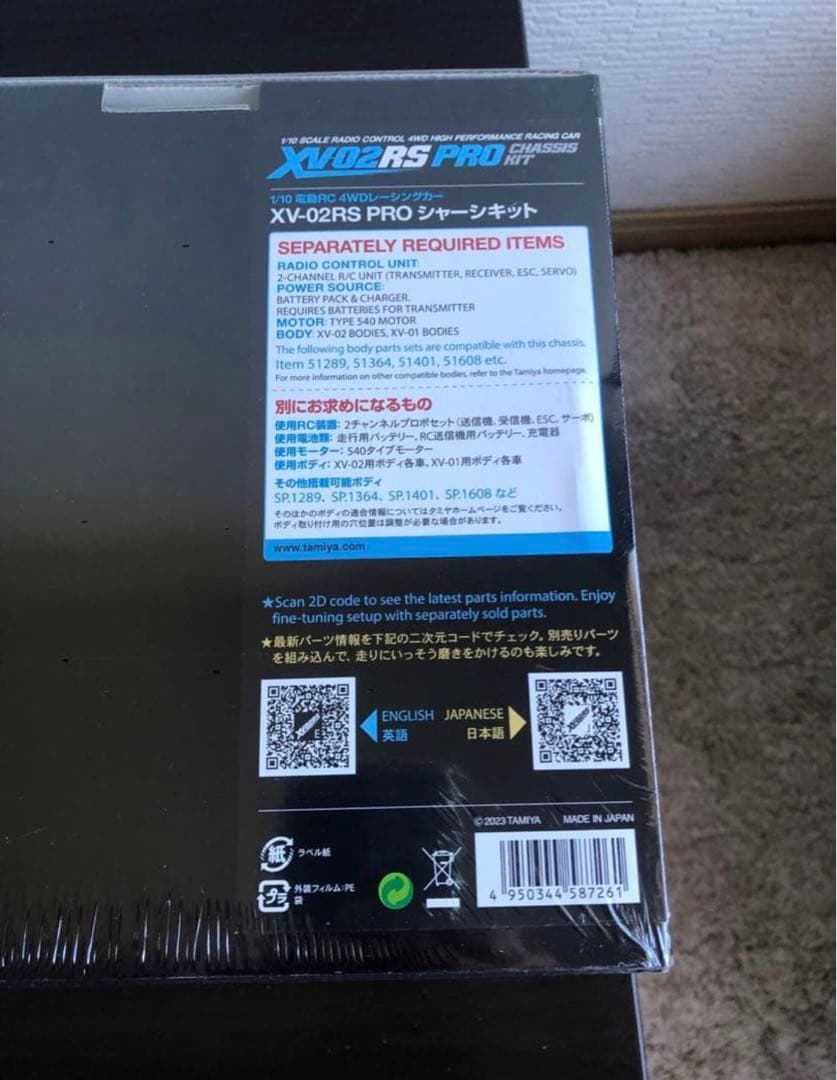 1/10 SCALE RADIO CONTROL 4WD HIGH PERFORMANCE RACING CAR
XV-02RS PRO CHASSIS KIT
1/10 電動RC 4WDレーシングカー
XV-02RS PRO シャーシキット
SEPARATELY REQUIRED ITEMS
RADIO CONTROL UNIT:
2-CHANNEL R/C UNIT (TRANSMITTER, RECEIVER, ESC, SERVO)
POWER SOURCE:
BATTERY PACK & CHARGER.
REQUIRES BATTERIES FOR TRANSMITTER
MOTOR: TYPE 540 MOTOR
BODY: XV-02 BODIES, XV-01 BODIES
The following body parts sets are compatible with this chassis.
Item 51289, 51364, 51401, 51608 etc.
For more information on other compatible bodies, refer to the Tamiya homepage.
別にお求めになるもの
使用RC装置: 2チャンネルプロポセット(送信機、受信機、ESC、サーボ)
使用電池類: 走行用バッテリー、RC送信機用バッテリー、充電器
使用モーター: 540タイプモーター
使用ボディ: XV-02用ボディ各車、XV-01用ボディ各車
その他搭載可能ボディ
SP.1289、SP.1364、SP.1401、SP.1608 など
そのほかのボディの適合情報についてはタミヤホームページをご覧ください。
ボディ取り付け用の穴位置は調整が必要な場合があります。
www.tamiya.com
★Scan 2D code to see the latest parts information. Enjoy
fine-tuning setup with separately sold parts.
★最新パーツ情報を下記の二次元コードでチェック。別売りパーツ
を組み込んで、走りにいっそう磨きをかけるのも楽しみです。
ENGLISH JAPANESE
英語 日本語
©2023 TAMIYA MADE IN JAPAN
紙 ラベル紙
プラ 外装フィルム:PE
袋
4 950344 587261